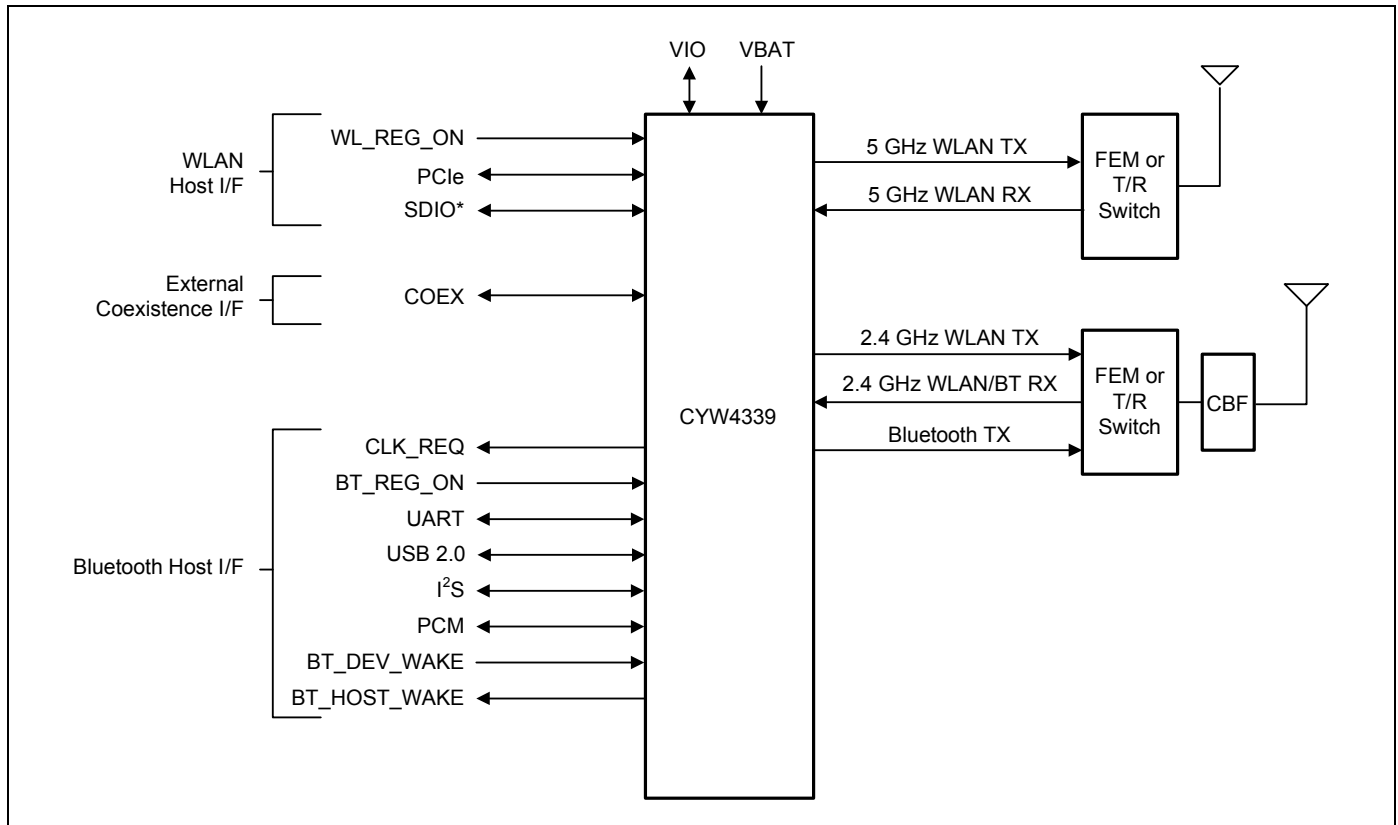 VIO VBAT
WLAN
Host I/F
WL_REG_ON
PCIe
SDIO*
External
Coexistence I/F
COEX
Bluetooth Host I/F
CLK_REQ
BT_REG_ON
UART
USB 2.0
I²S
PCM
BT_DEV_WAKE
BT_HOST_WAKE
CYW4339
5 GHz WLAN TX
5 GHz WLAN RX
FEM or
T/R
Switch
2.4 GHz WLAN TX
2.4 GHz WLAN/BT RX
Bluetooth TX
FEM or
T/R
Switch
CBF